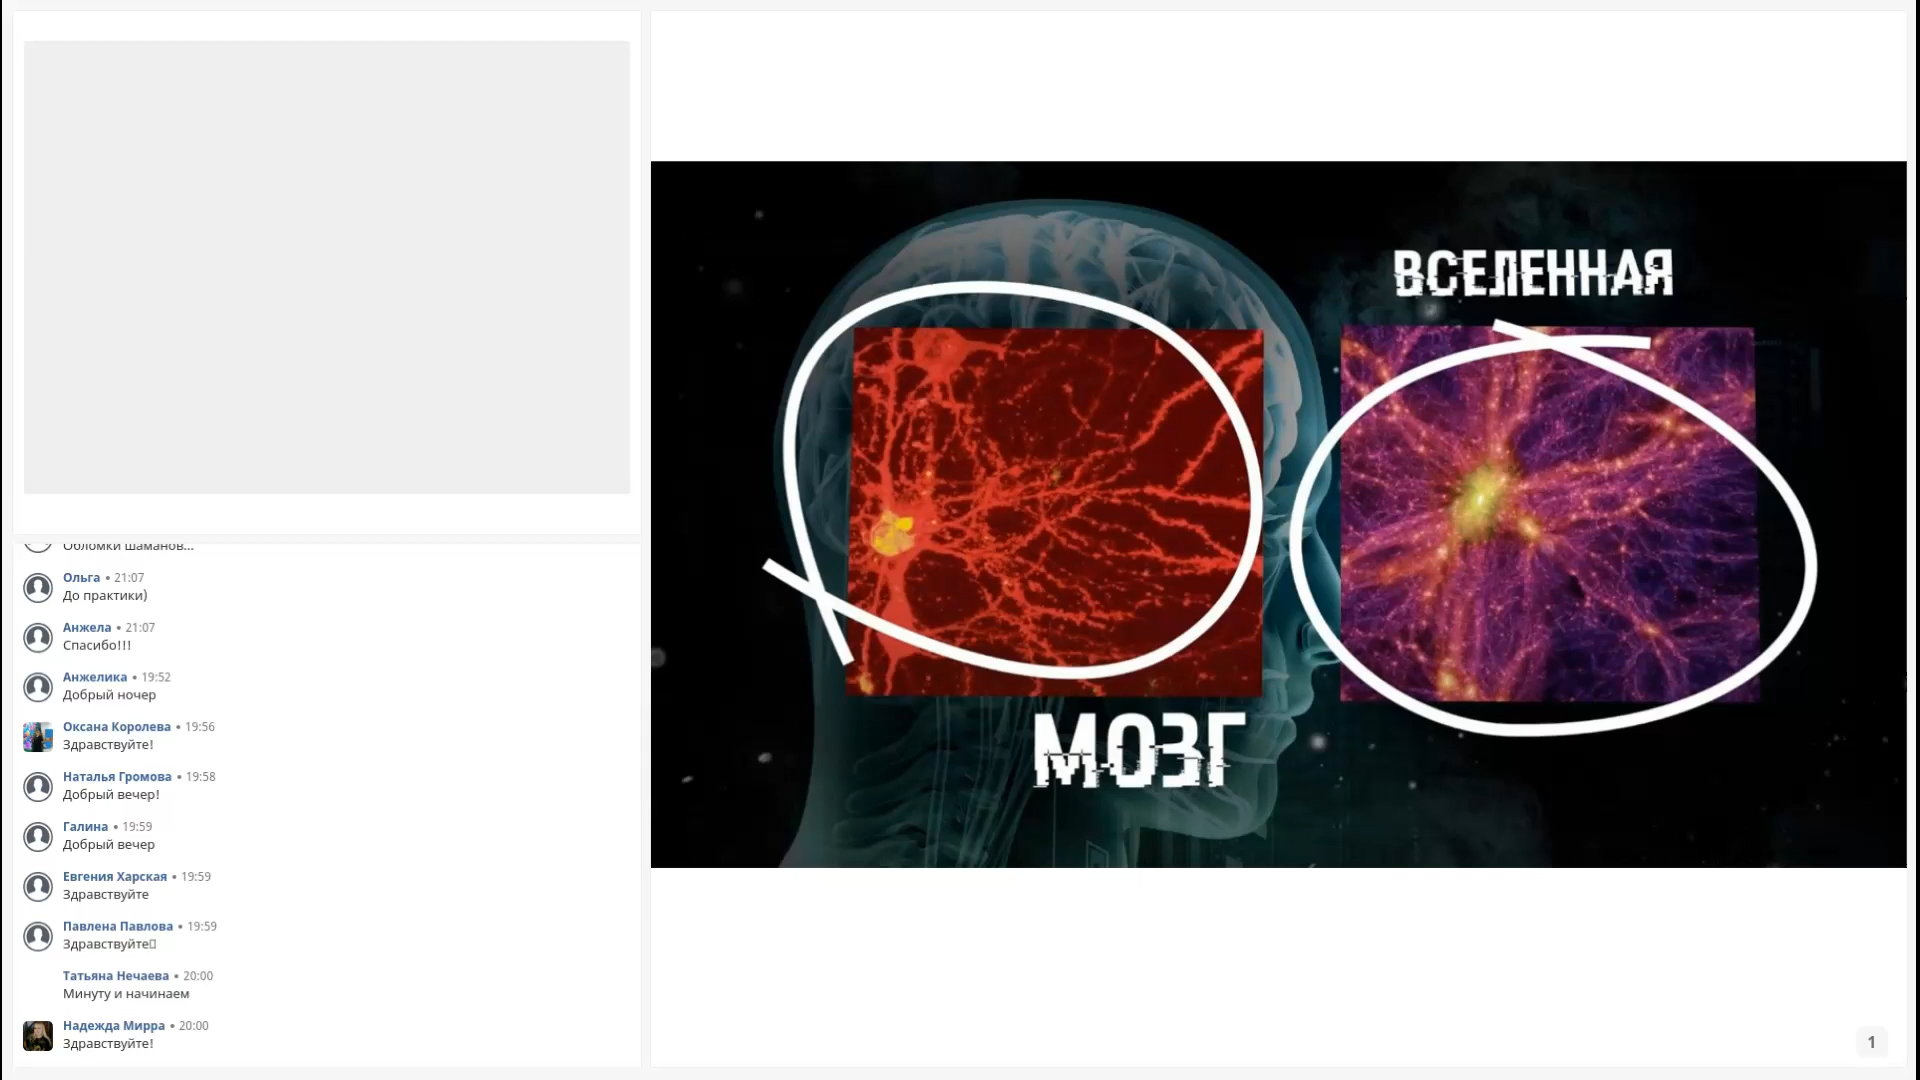 Обломки шаманов...
Ольга • 21:07
До практики)
Анжела • 21:07
Спасибо!!!
Анжелика • 19:52
Добрый ночер
Оксана Королева • 19:56
Здравствуйте!
Наталья Громова • 19:58
Добрый вечер!
Галина • 19:59
Добрый вечер
Евгения Харская • 19:59
Здравствуйте
Павлена Павлова • 19:59
Здравствуйте
Татьяна Нечаева • 20:00
Минуту и начинаем
Надежда Мирра • 20:00
Здравствуйте!
ВСЕЛЕННАЯ
МОЗГ
1